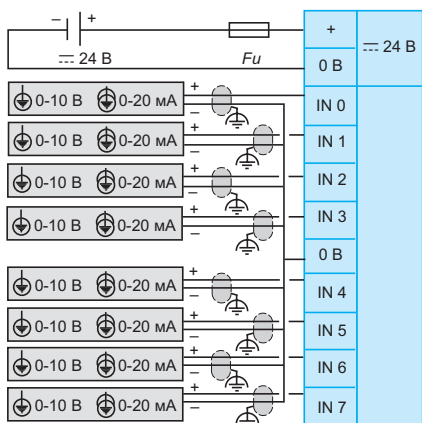 – +
24 В
Fu
+
0 В
24 В
0-10 В 0-20 мА + –
IN 0
0-10 В 0-20 мА + –
IN 1
0-10 В 0-20 мА + –
IN 2
0-10 В 0-20 мА + –
IN 3
0 В
0-10 В 0-20 мА + –
IN 4
0-10 В 0-20 мА + –
IN 5
0-10 В 0-20 мА + –
IN 6
0-10 В 0-20 мА + –
IN 7